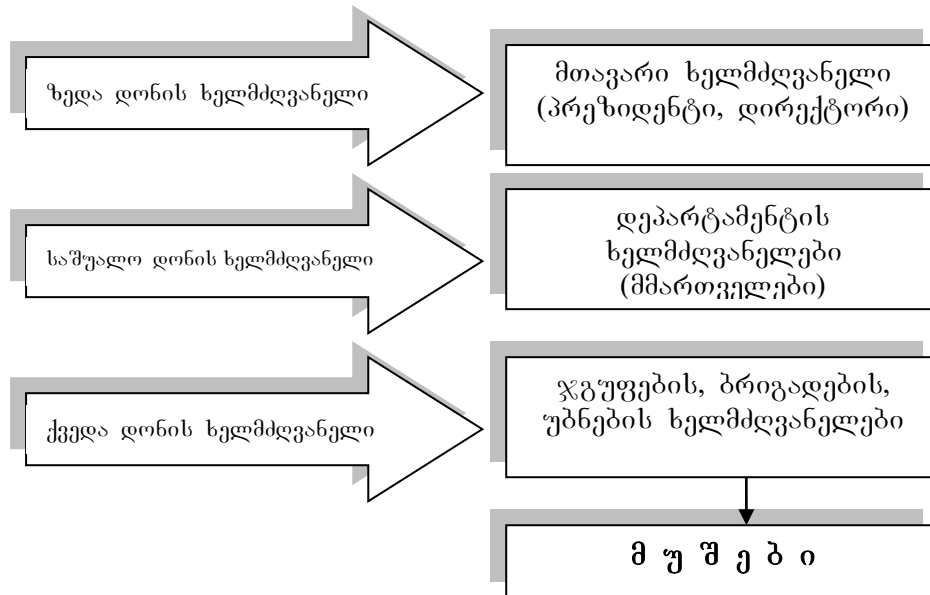 ზედა დონის ხელმძღვანელი
მთავარი ხელმძღვანელი
(პრეზიდენტი, დირექტორი)
საშუალო დონის ხელმძღვანელი
დეპარტამენტის
ხელმძღვანელები
(მმართველები)
ქვედა დონის ხელმძღვანელი
ჯგუფების, ბრიგადების,
უბნების ხელმძღვანელები
მ უ შ ე ბ ი